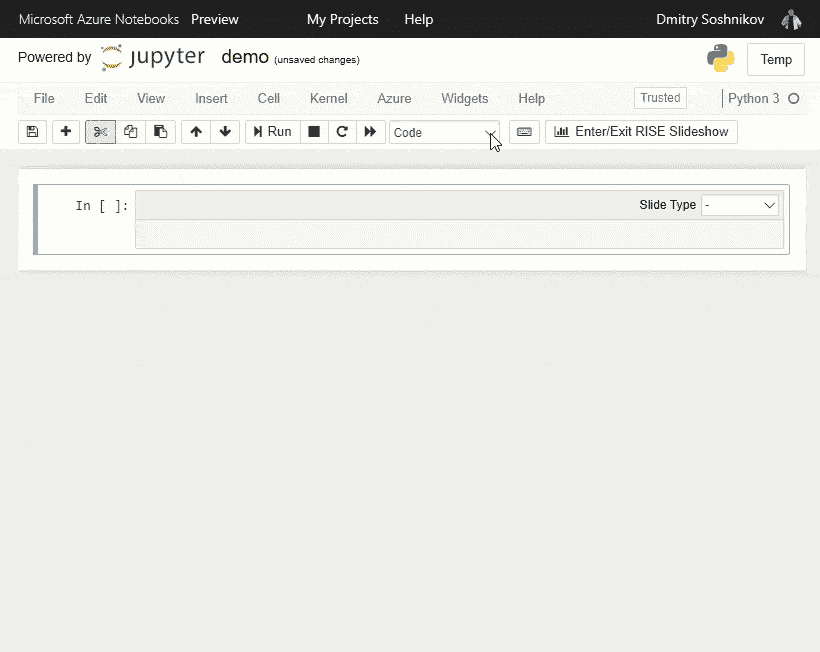 Microsoft Azure Notebooks Preview My Projects Help Dmitry Soshnikov
Powered by jupyter demo (unsaved changes) Temp
File Edit View Insert Cell Kernel Azure Widgets Help Trusted Python 3
Run Code Enter/Exit RISE Slideshow
In [ ]: Slide Type -